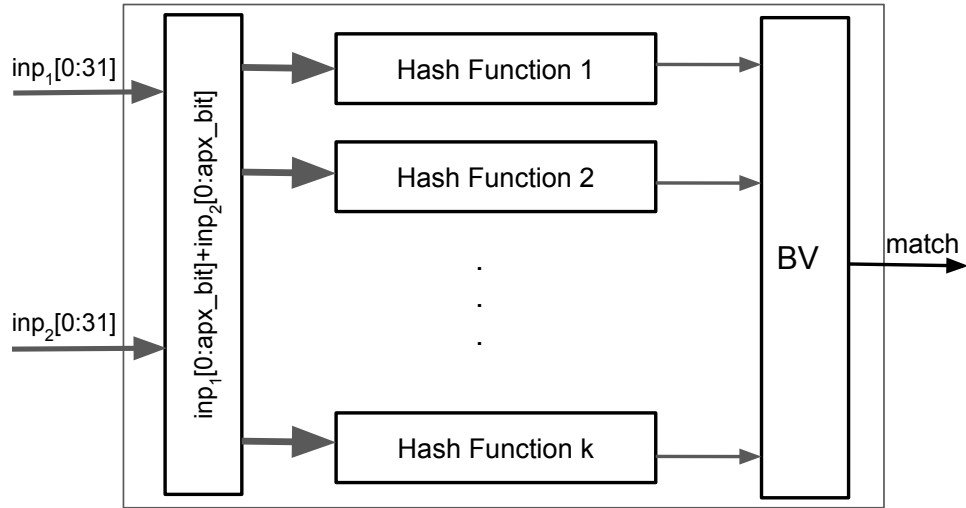 inp₁[0:31]
inp₂[0:31]
inp₁[0:apx_bit]+inp₂[0:apx_bit]
Hash Function 1
Hash Function 2
.
.
.
Hash Function k
BV
match